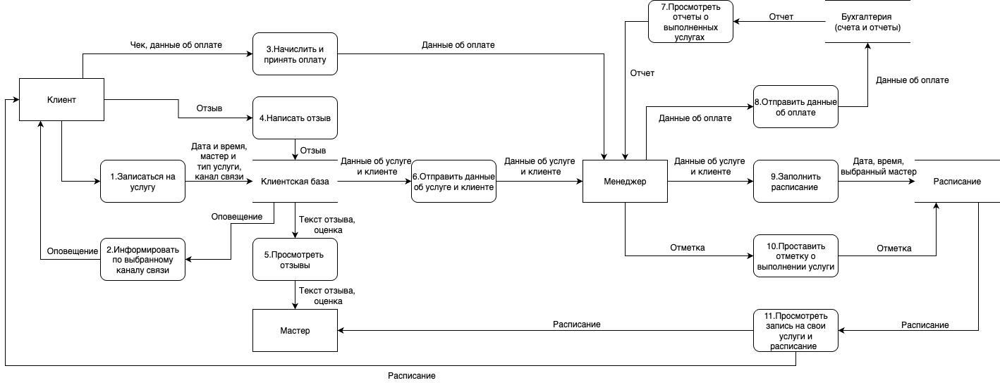 7.Просмотреть
отчеты о
выполненных
услугах
Отчет
Бухгалтерия
(счета и отчеты)
Чек, данные об оплате
3.Начислить и
принять оплату
Данные об оплате
Отчет
Данные об оплате
Клиент
Отзыв
4.Написать отзыв
8.Отправить данные
об оплате
Данные об оплате
Отзыв
Дата и время,
мастер и
тип услуги,
канал связи
1.Записаться на
услугу
Клиентская база
Данные об услуге
и клиенте
6.Отправить данные
об услуге и клиенте
Данные об услуге
и клиенте
Менеджер
Данные об услуге
и клиенте
9.Заполнить
расписание
Дата, время,
выбранный мастер
Расписание
Оповещение
Текст отзыва,
оценка
Оповещение
2.Информировать
по выбранному
каналу связи
5.Просмотреть
отзывы
Отметка
10.Проставить
отметку о
выполнении услуги
Отметка
Текст отзыва,
оценка
Мастер
Расписание
11.Просмотреть
запись на свои
услуги и
расписание
Расписание
Расписание